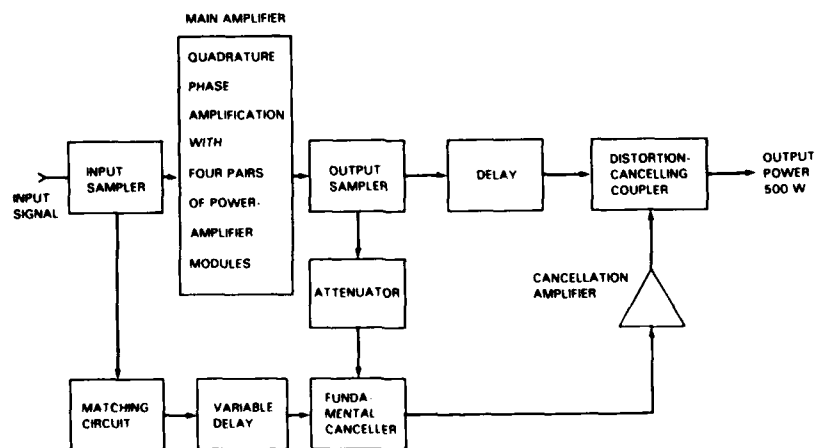 MAIN AMPLIFIER
QUADRATURE
PHASE
AMPLIFICATION
WITH
FOUR PAIRS
OF POWER-
AMPLIFIER
MODULES
INPUT
SIGNAL
INPUT
SAMPLER
OUTPUT
SAMPLER
DELAY
DISTORTION-
CANCELLING
COUPLER
OUTPUT
POWER
500 W
ATTENUATOR
CANCELLATION
AMPLIFIER
MATCHING
CIRCUIT
VARIABLE
DELAY
FUNDA-
MENTAL
CANCELLER